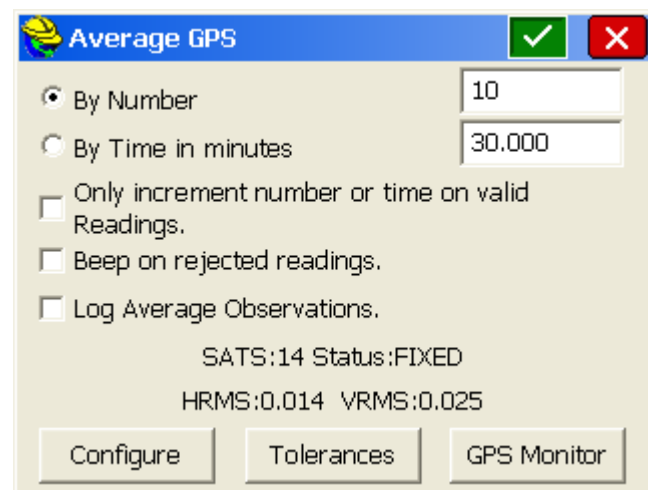 Average GPS
By Number 10
By Time in minutes 30.000
Only increment number or time on valid
Readings.
Beep on rejected readings.
Log Average Observations.
SATS:14 Status:FIXED
HRMS:0.014 VRMS:0.025
Configure Tolerances GPS Monitor